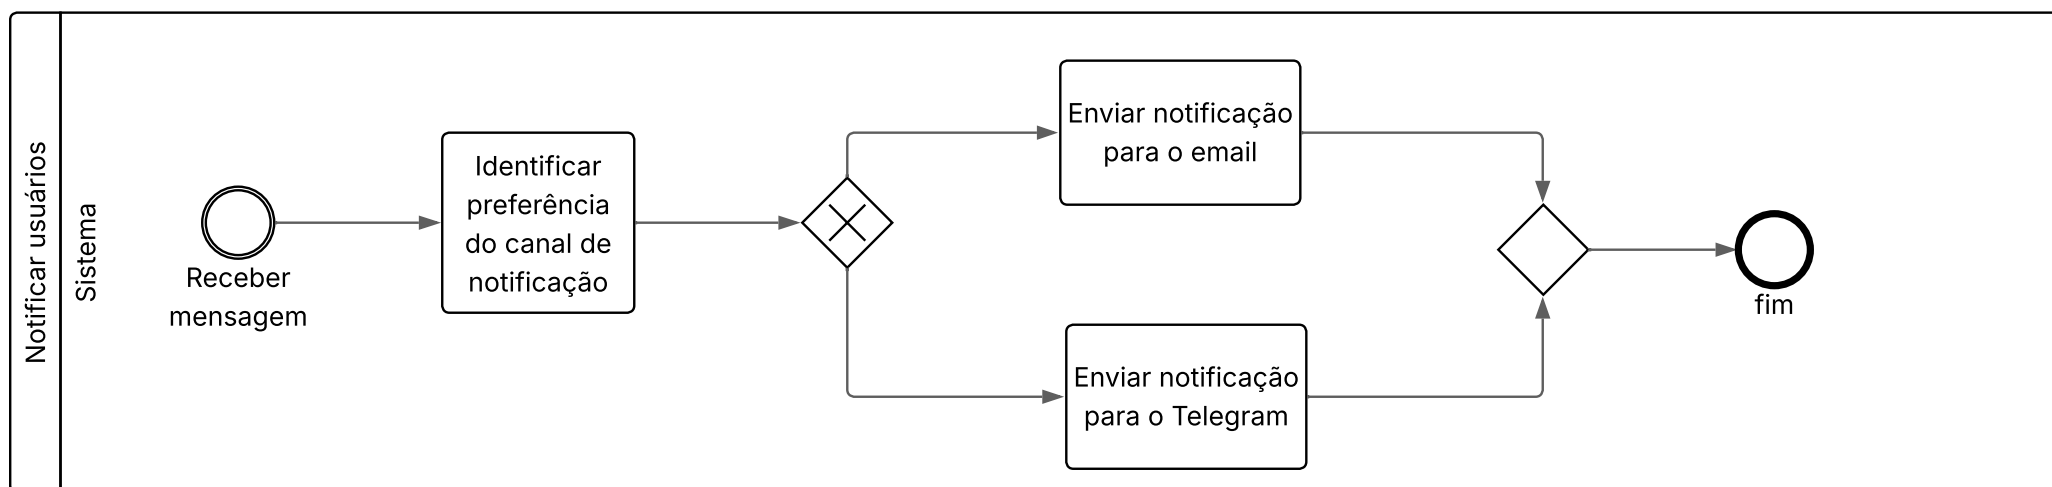 Notificar usuários
Sistema
Receber
mensagem
Identificar
preferência
do canal de
notificação
Enviar notificação
para o email
Enviar notificação
para o Telegram
fim